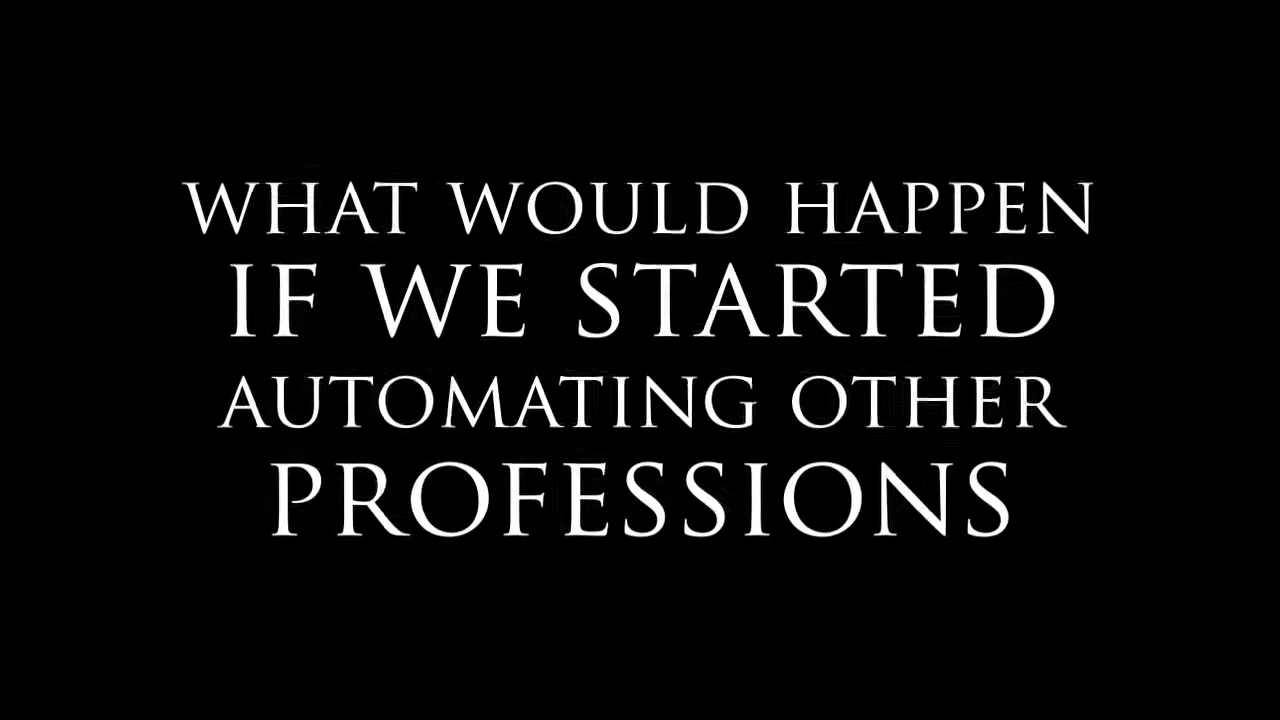 WHAT WOULD HAPPEN
IF WE STARTED
AUTOMATING OTHER
PROFESSIONS